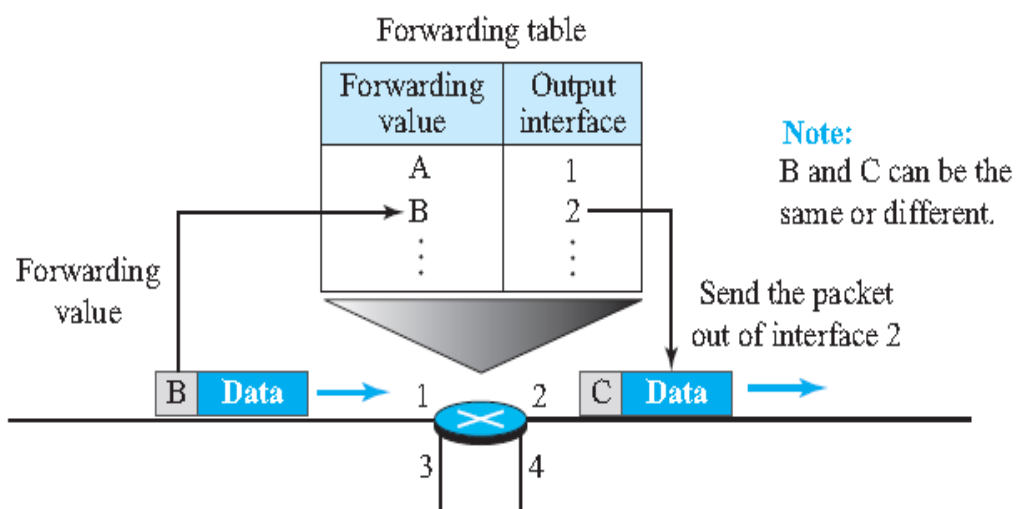 Forwarding table
Forwarding value
Output interface
A 1
B 2
Note:
B and C can be the
same or different.
Forwarding
value
Send the packet
out of interface 2
B Data
1
2
C Data
3
4